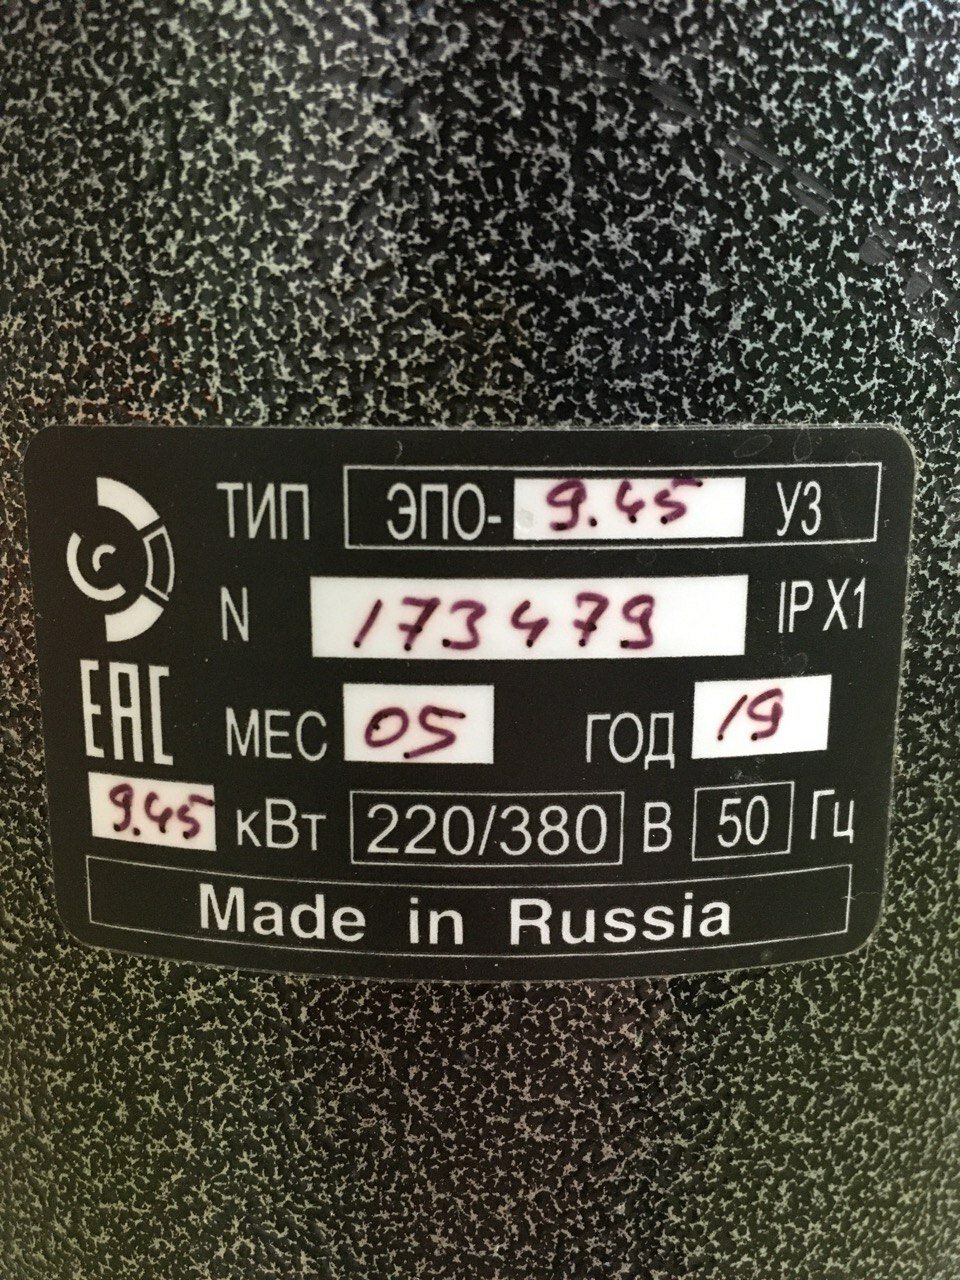 ТИП ЭПО- 9.45 У3
N 173479 IP X1
EAC МЕС 05 ГОД 19
9.45 кВт 220/380 В 50 Гц
Made in Russia